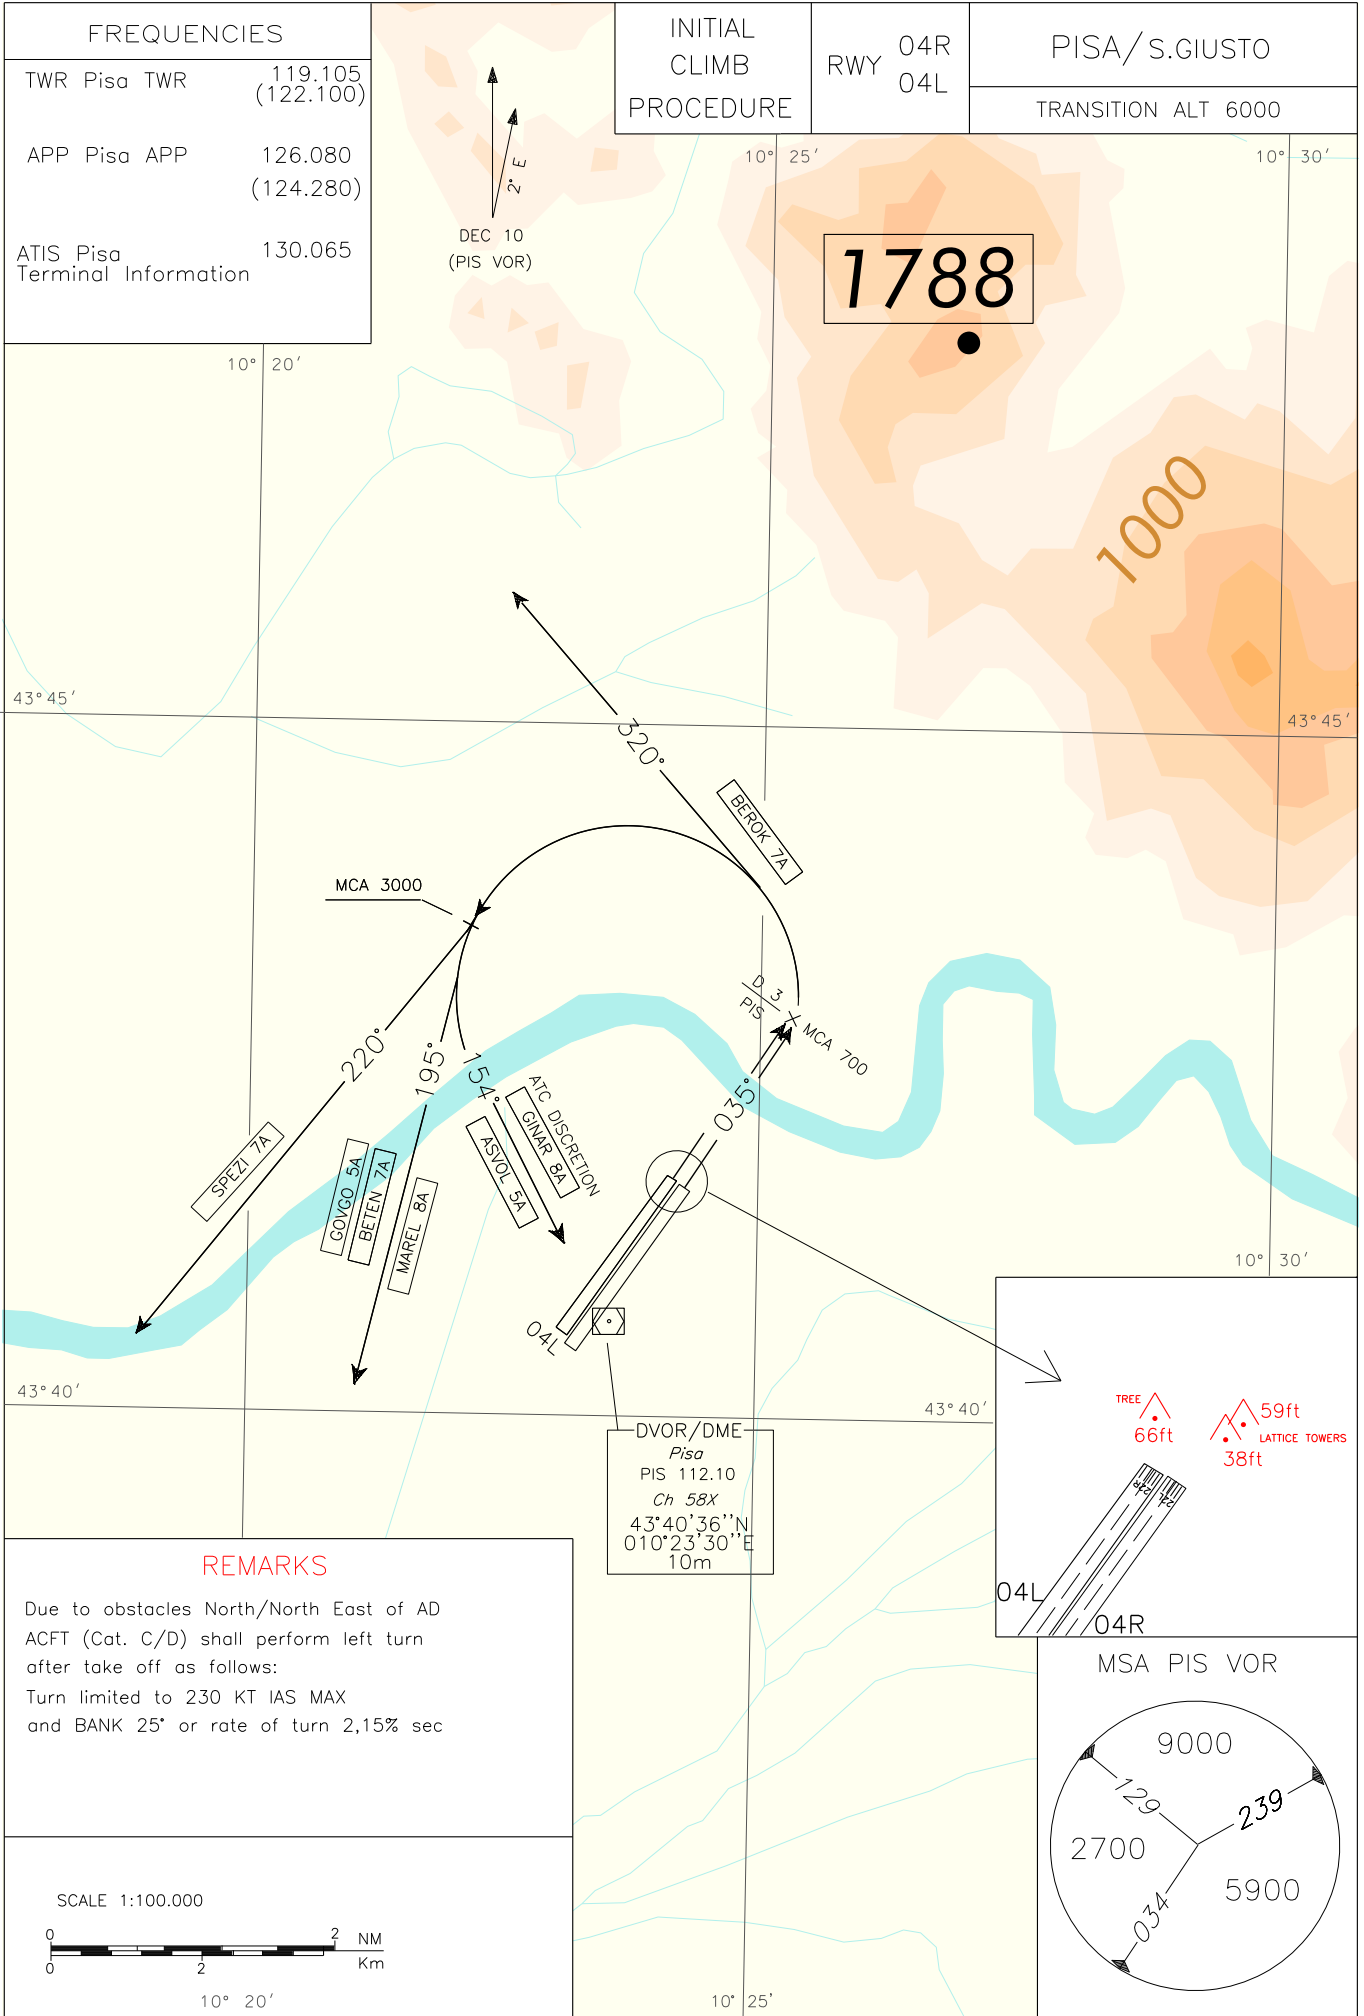 FREQUENCIES
TWR Pisa TWR 119.105
(122.100)
APP Pisa APP 126.080
(124.280)
ATIS Pisa 130.065
Terminal Information
2° E
DEC 10
(PIS VOR)
INITIAL
CLIMB
PROCEDURE
RWY 04R
04L
PISA/S.GIUSTO
TRANSITION ALT 6000
10° 25′
10° 30′
1788
10° 20′
1000
43°45′
43°45′
320°
BEROK 7A
MCA 3000
D 3
PIS
MCA 700
220°
195°
154°
035°
ATC DISCRETION
GINAR 8A
ASVOL 5A
SPEZI 7A
GOVGO 5A
BETEN 7A
MAREL 8A
10° 30′
04L
43°40′
43°40′
DVOR/DME
Pisa
PIS 112.10
Ch 58X
43°40’36’’N
010°23’30’’E
10m
TREE
66ft
59ft
LATTICE TOWERS
38ft
22R
22L
04L
04R
REMARKS
Due to obstacles North/North East of AD
ACFT (Cat. C/D) shall perform left turn
after take off as follows:
Turn limited to 230 KT IAS MAX
and BANK 25° or rate of turn 2,15% sec
MSA PIS VOR
9000
129
239
2700
5900
034
SCALE 1:100.000
0 2 NM
0 2 Km
10° 20′
10° 25′